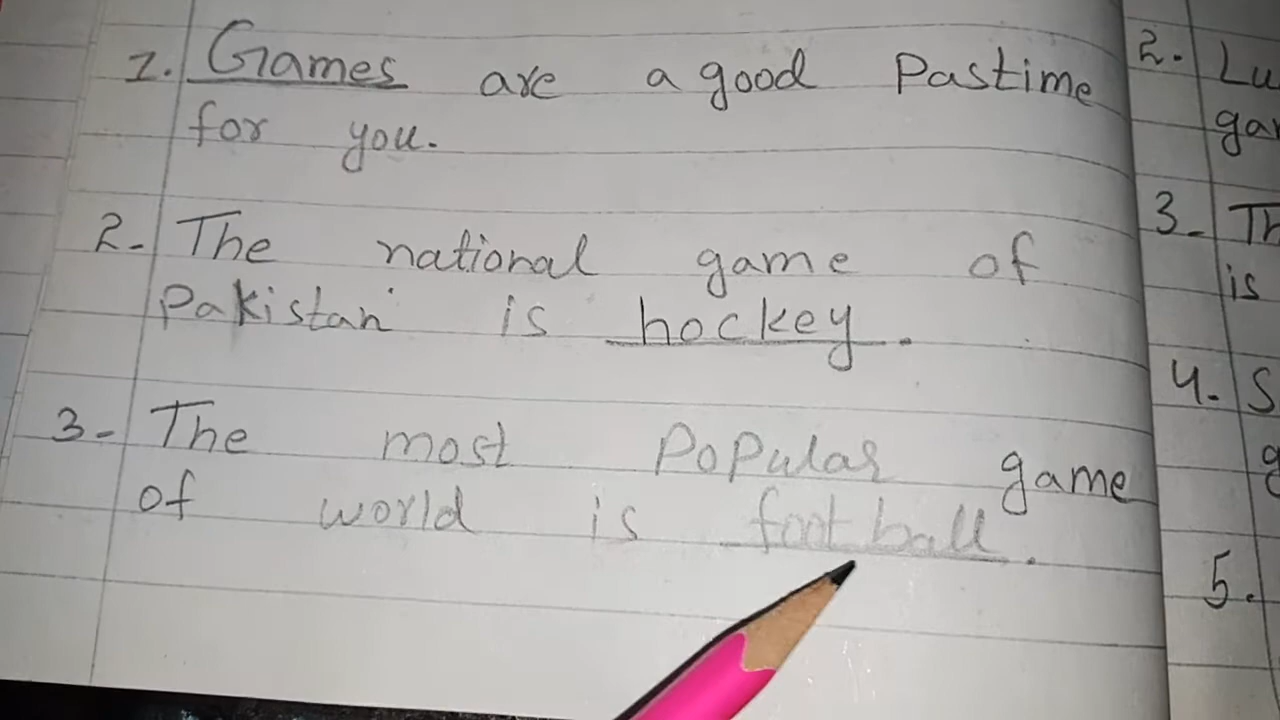 1. Games are a good Pastime
for you.
2. The national game of
Pakistan is hockey.
3. The most Popular game
of world is football.
2. Lu
gam
3. Th
is
4. S
g
5.